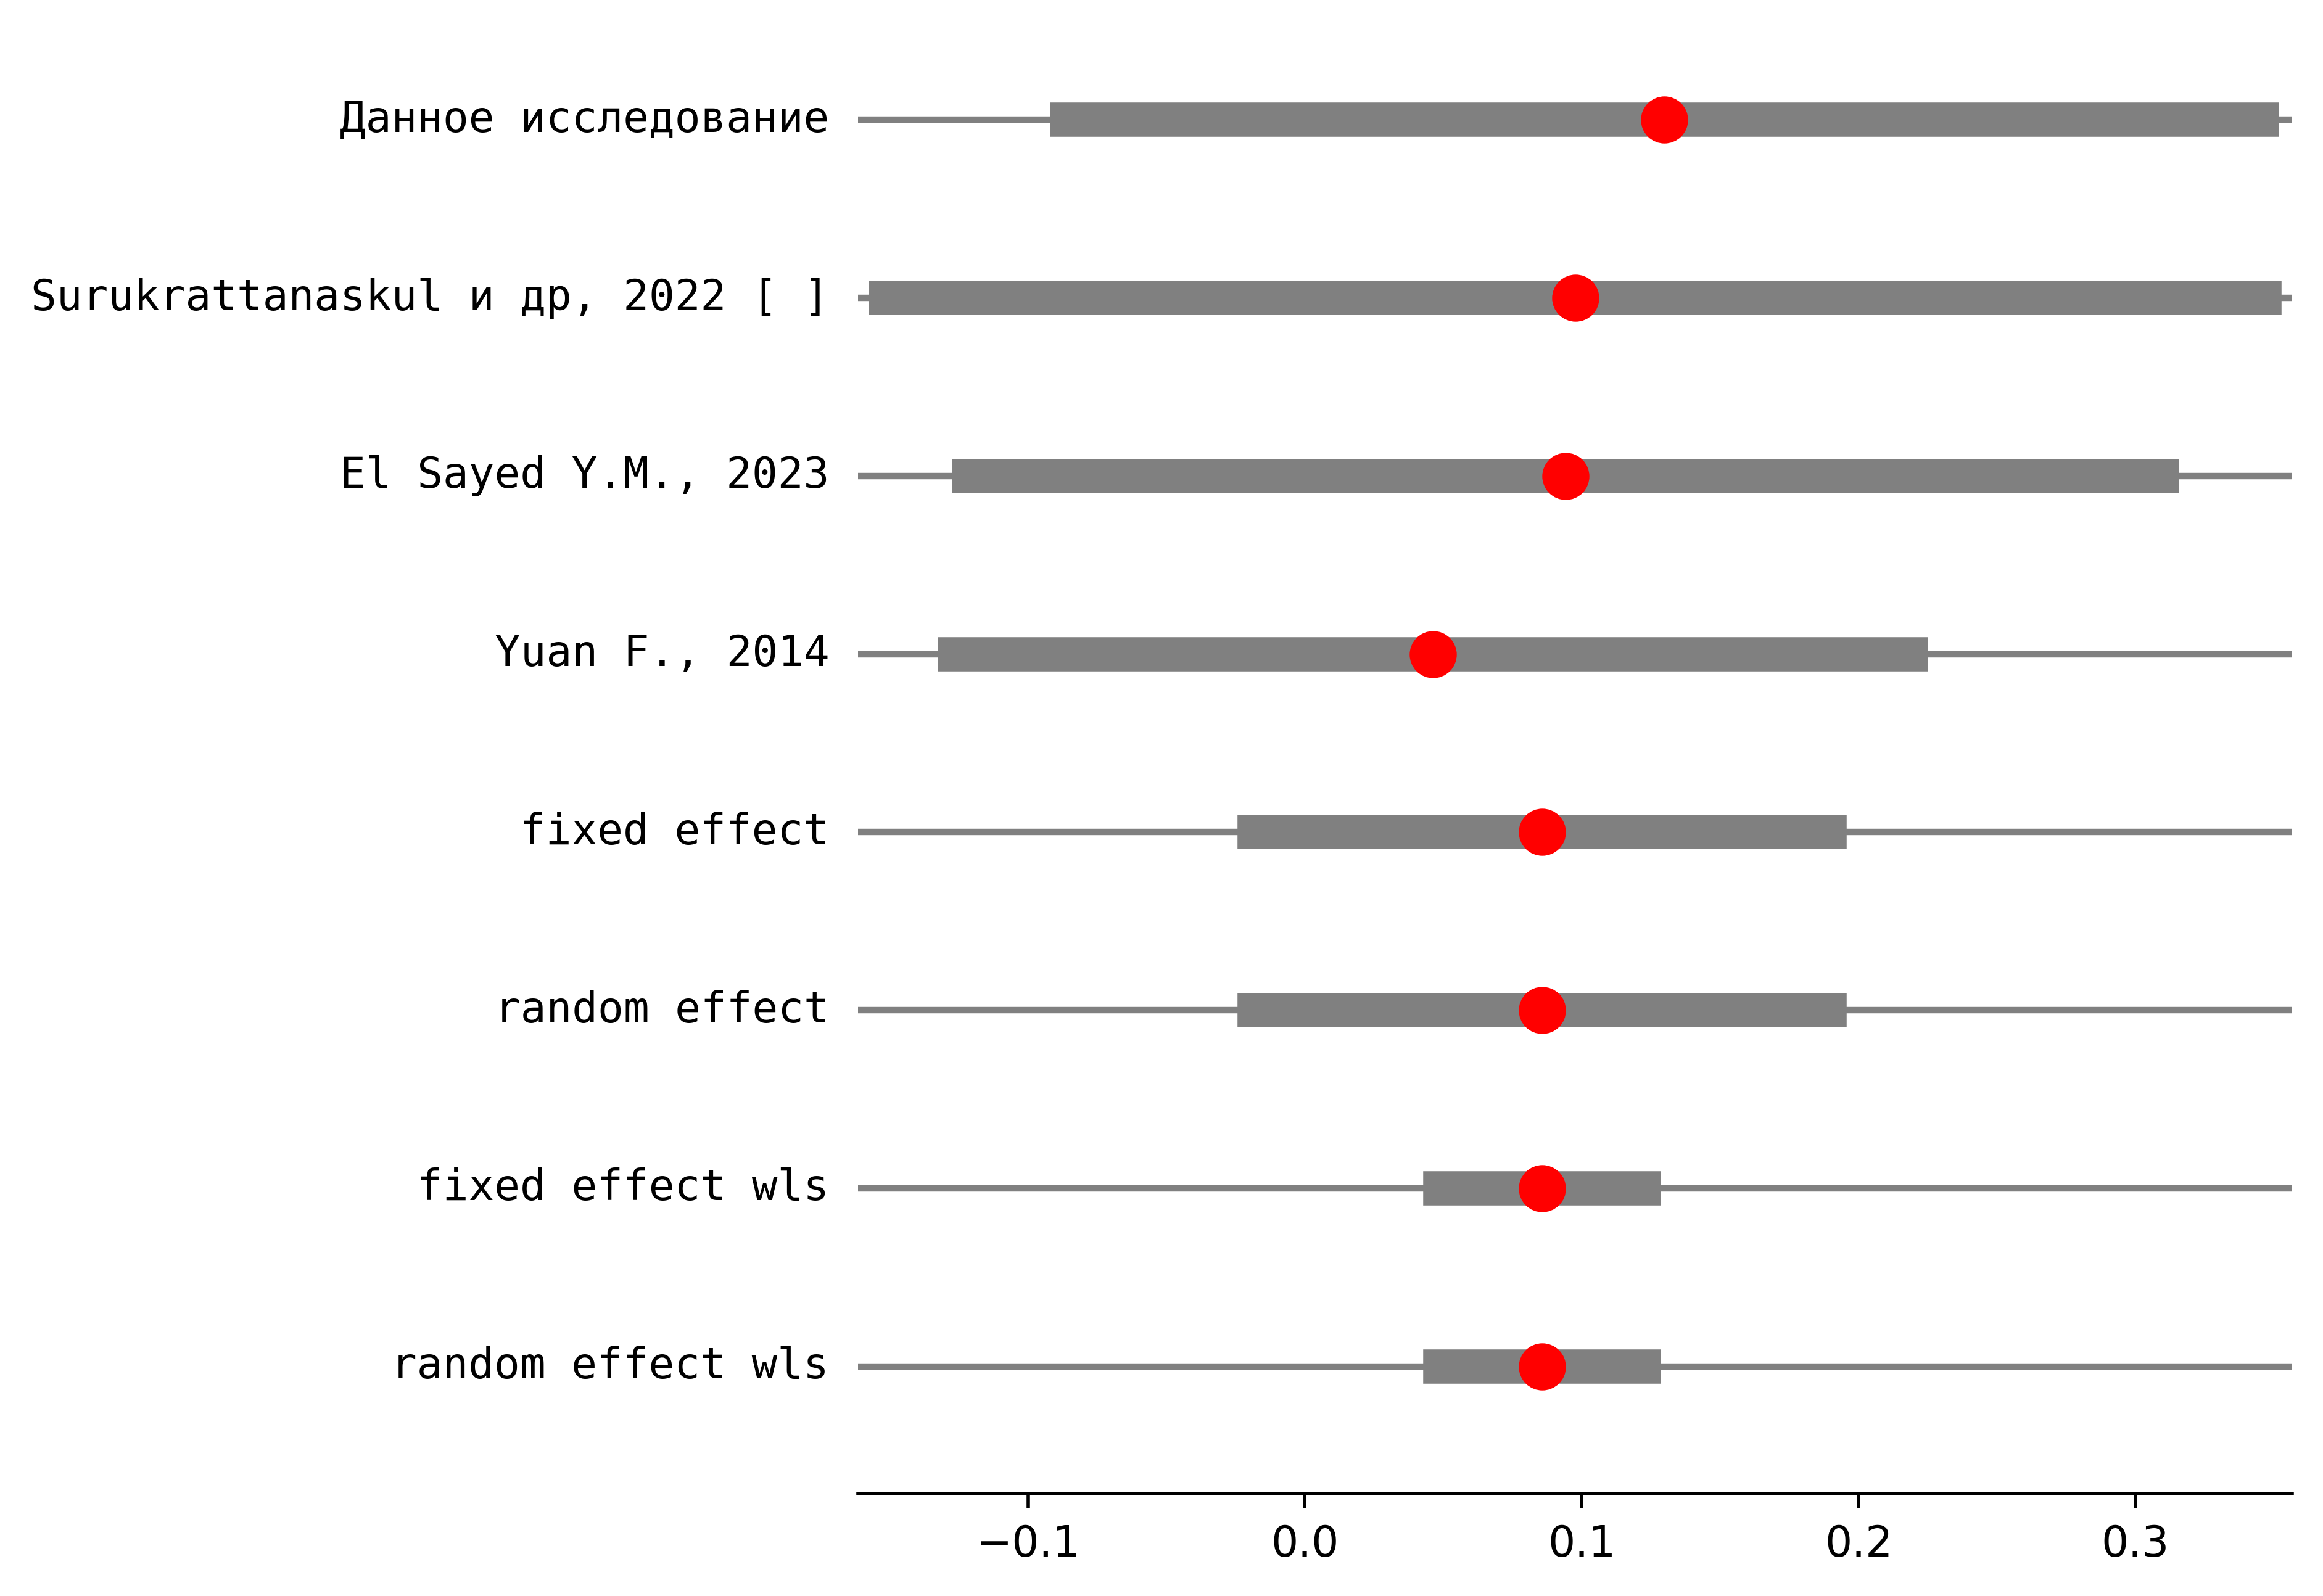 Данное исследование
Surukrattanaskul и др, 2022 [ ]
El Sayed Y.M., 2023
Yuan F., 2014
fixed effect
random effect
fixed effect wls
random effect wls
−0.1 0.0 0.1 0.2 0.3